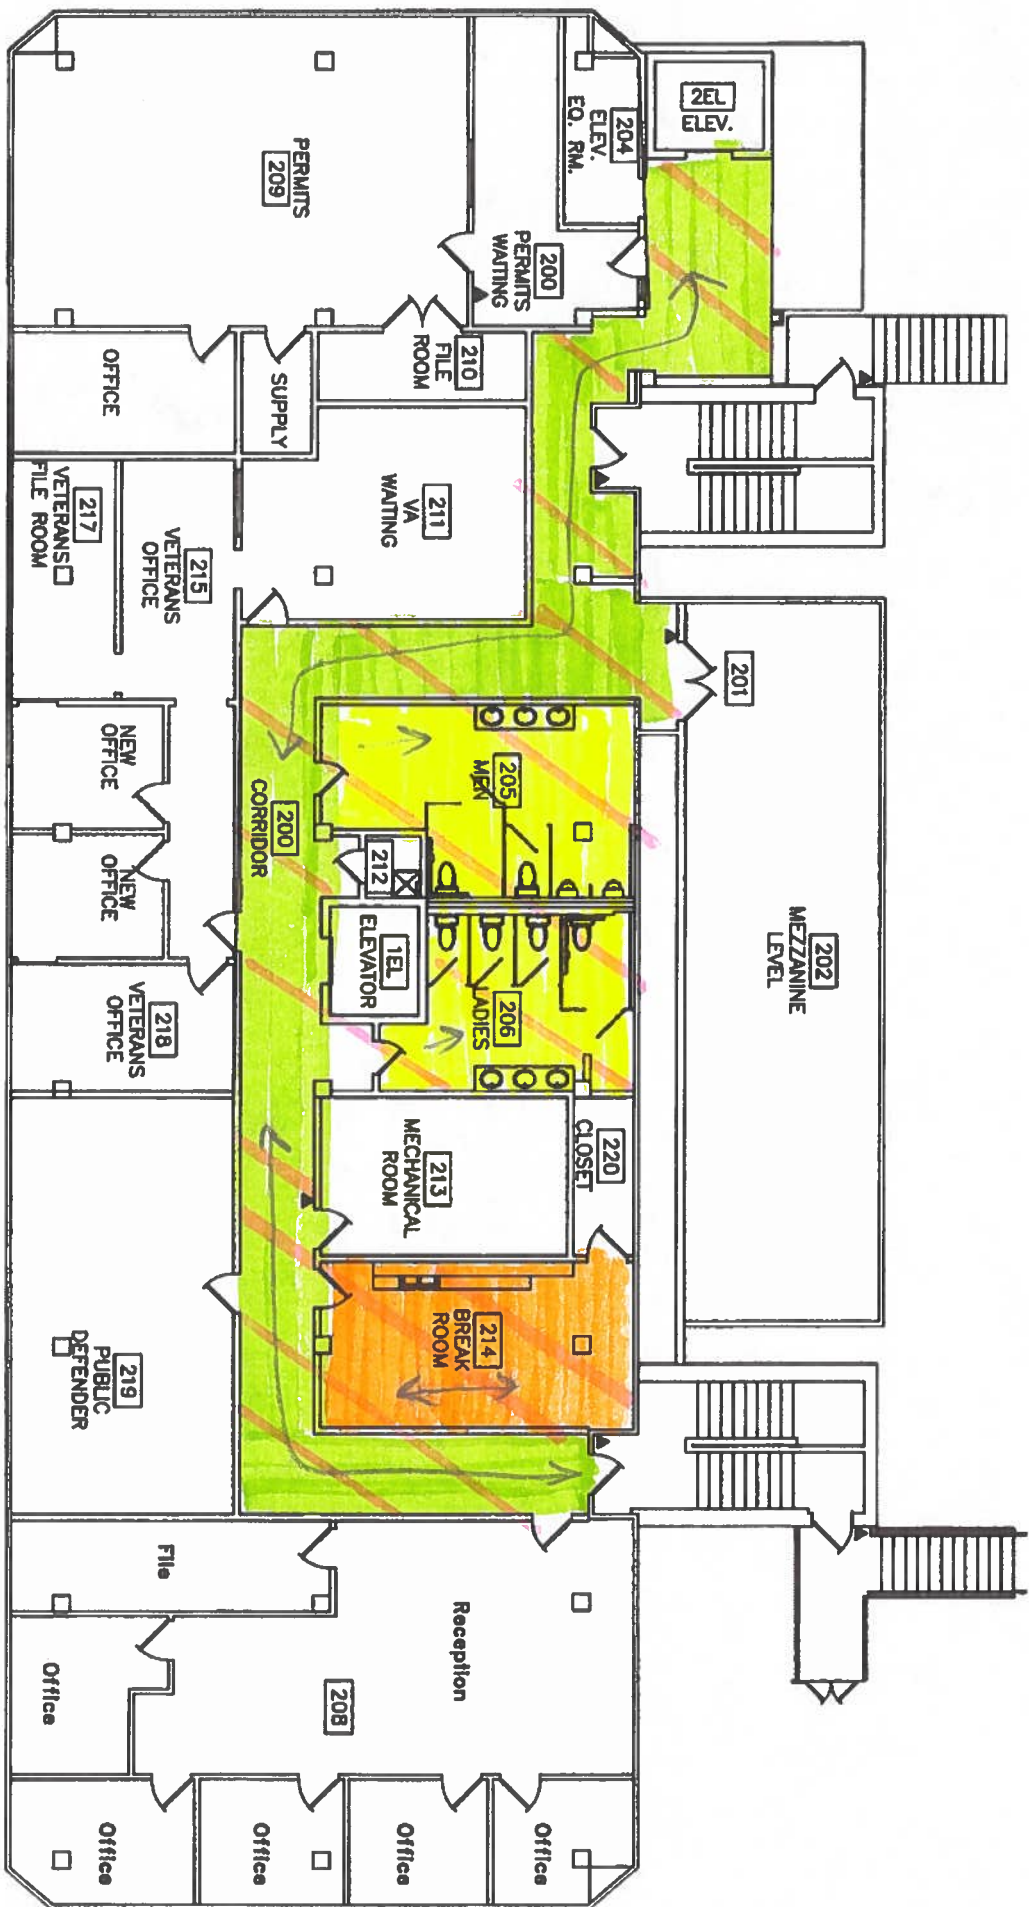 2EL
ELEV.
204
ELEV.
EQ. RM.
PERMITS
209
200
PERMITS
WAITING
210
FILE
ROOM
OFFICE
SUPPLY
211
VA
WAITING
217
VETERANS
FILE ROOM
215
VETERANS
OFFICE
201
NEW
OFFICE
NEW
OFFICE
200
CORRIDOR
205
MEN
212
1EL
ELEVATOR
206
LADIES
202
MEZZANINE
LEVEL
218
VETERANS
OFFICE
213
MECHANICAL
ROOM
220
CLOSET
214
BREAK
ROOM
219
PUBLIC
DEFENDER
File
Reception
Office
208
Office
Office
Office
Office